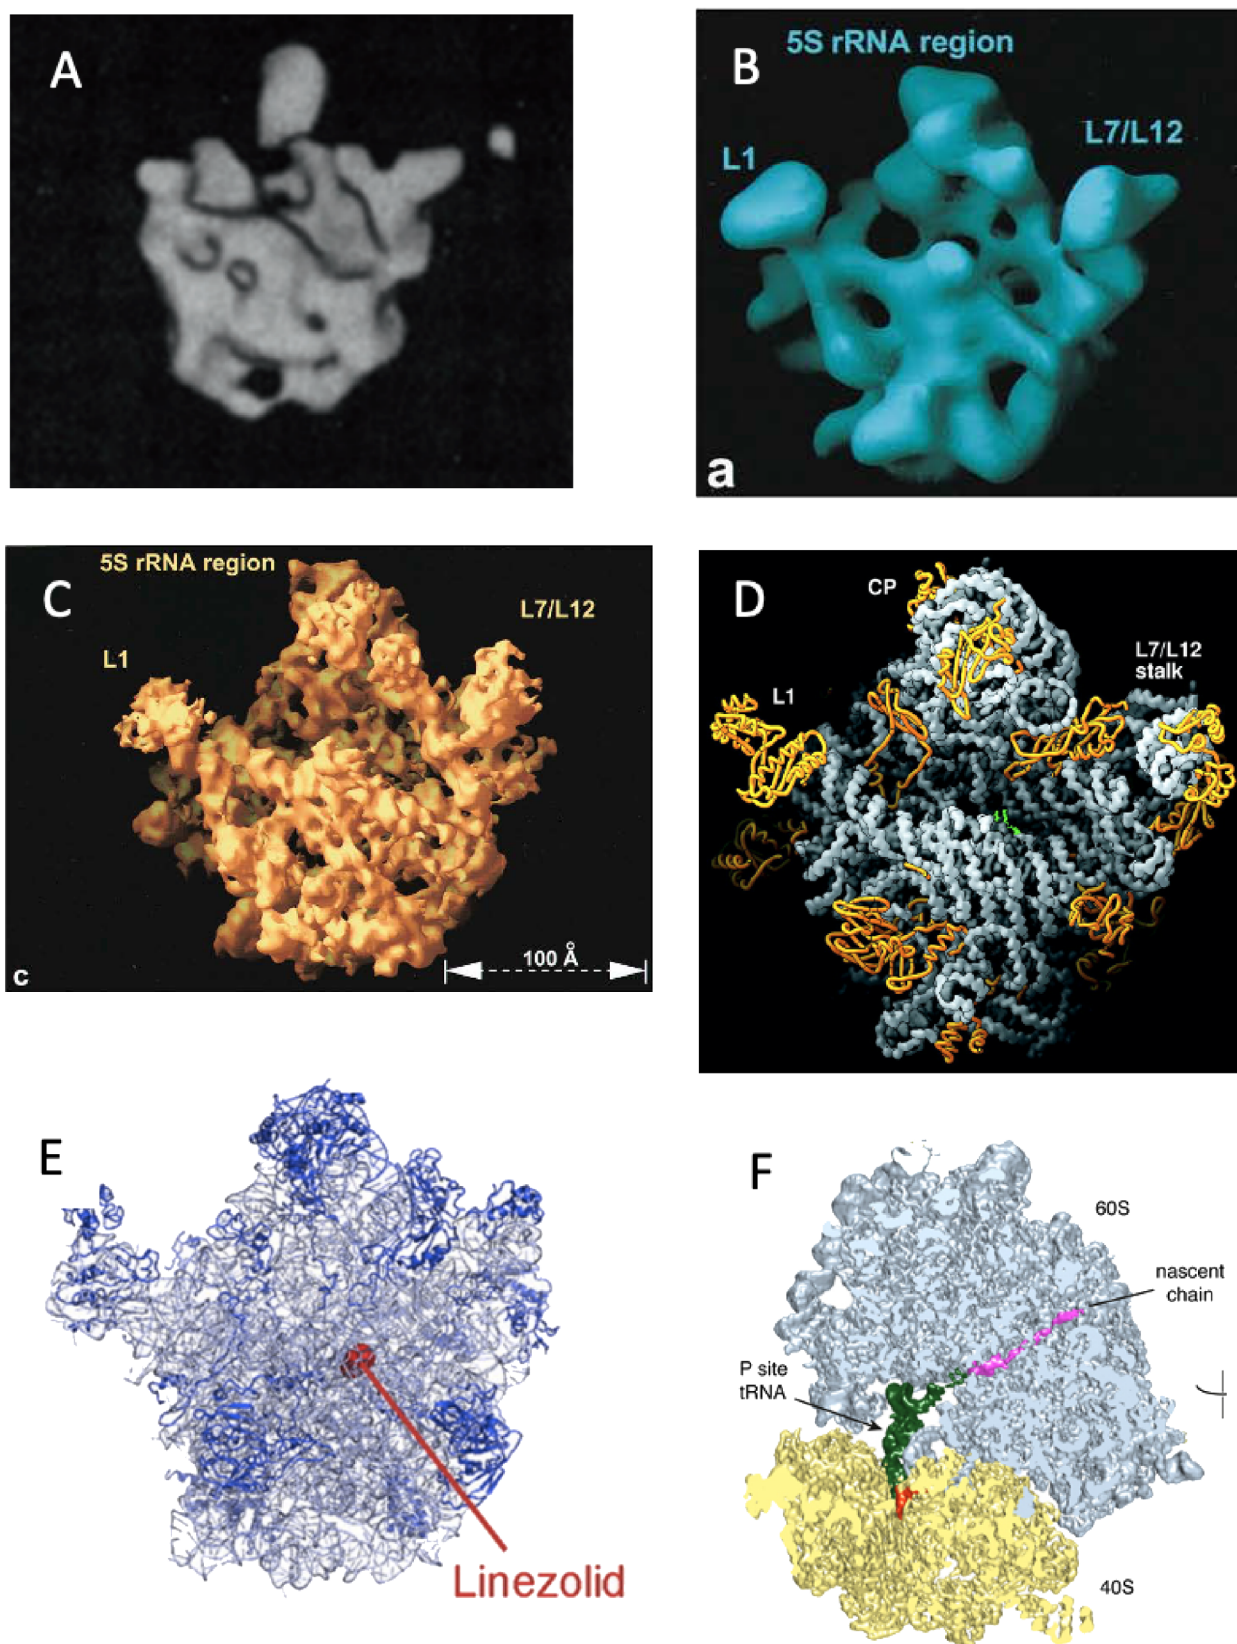 A
B
5S rRNA region
L7/L12
L1
a
C
5S rRNA region
L7/L12
L1
100 Å
c
D
CP
L7/L12
stalk
L1
E
Linezolid
F
60S
nascent
chain
P site
tRNA
40S